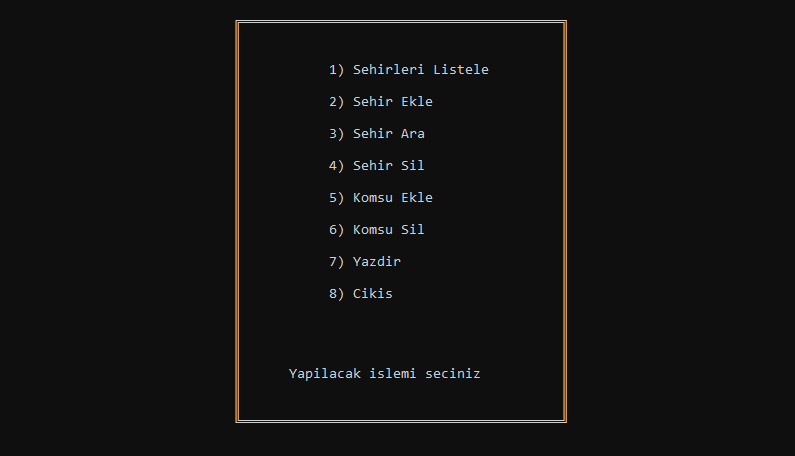 1) Sehirleri Listele
2) Sehir Ekle
3) Sehir Ara
4) Sehir Sil
5) Komsu Ekle
6) Komsu Sil
7) Yazdir
8) Cikis
Yapilacak islemi seciniz